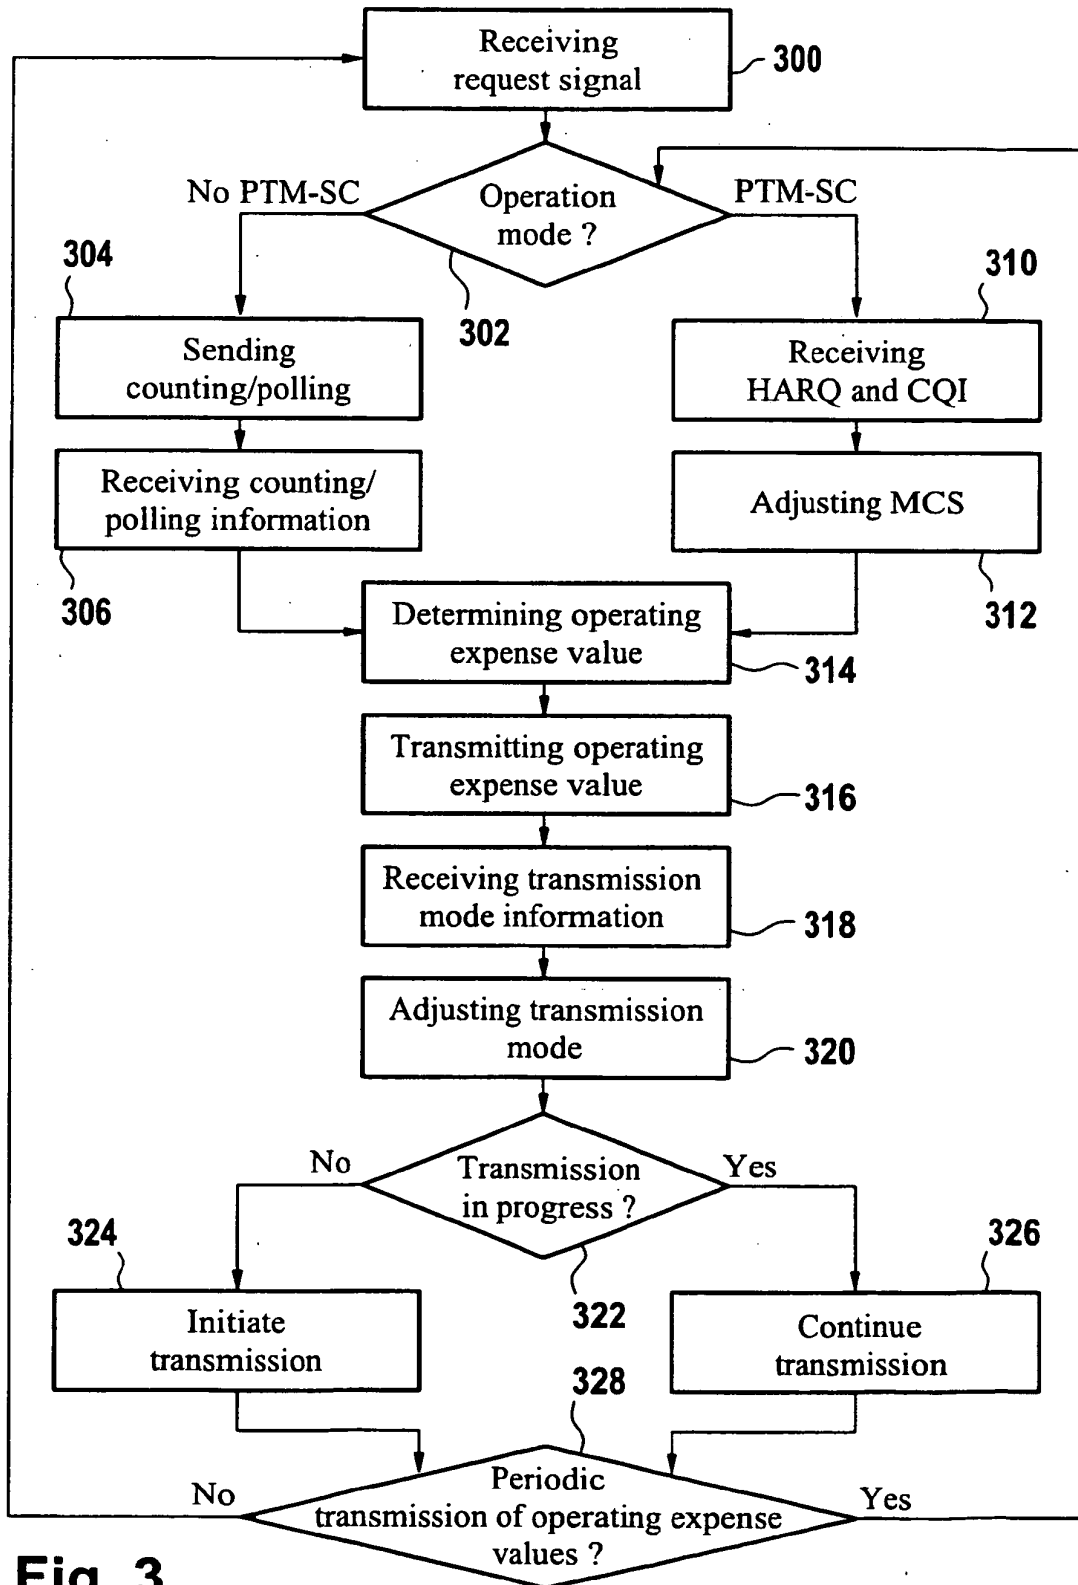 Receiving
request signal
300
No PTM-SC
Operation
mode ?
PTM-SC
302
304
Sending
counting/polling
310
Receiving
HARQ and CQI
Receiving counting/
polling information
306
Adjusting MCS
312
Determining operating
expense value
314
Transmitting operating
expense value
316
Receiving transmission
mode information
318
Adjusting transmission
mode
320
No
Transmission
in progress ?
Yes
322
324
Initiate
transmission
326
Continue
transmission
328
No
Periodic
transmission of operating expense
values ?
Yes
Fig. 3